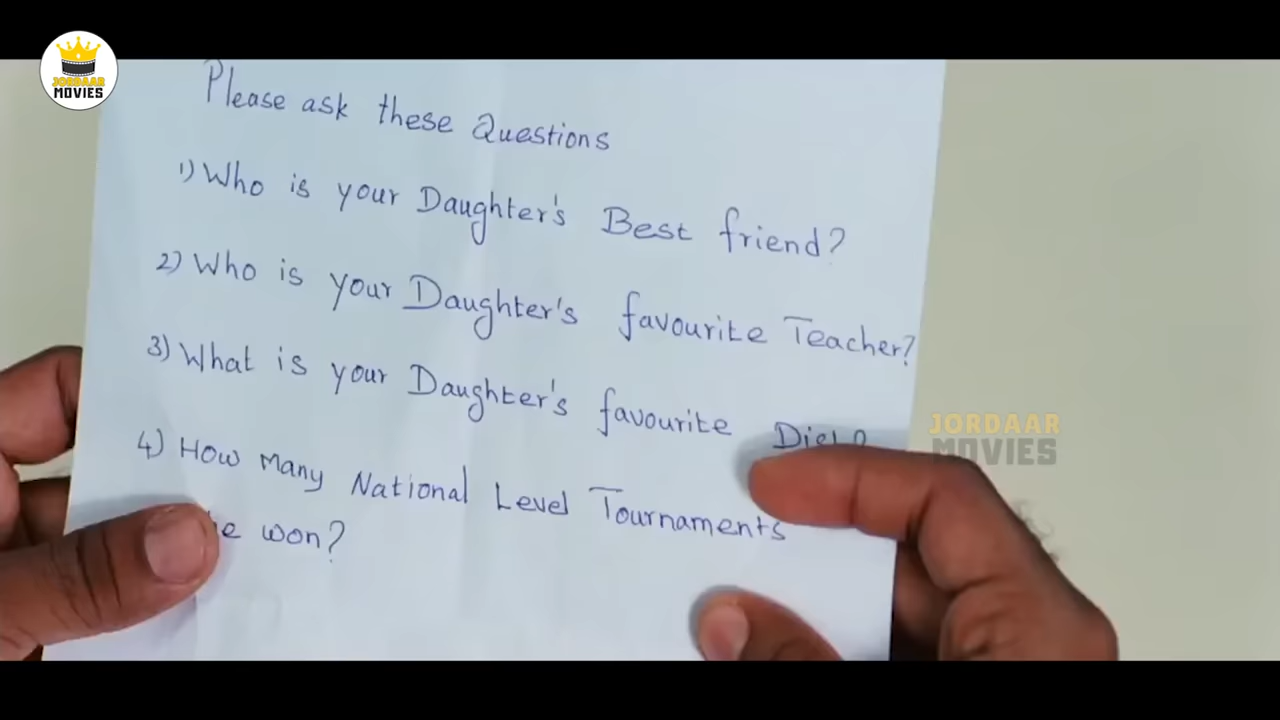 JORDAAR
MOVIES
Please ask these Questions
1) Who is your Daughter's Best friend?
2) Who is your Daughter's favourite Teacher?
3) What is your Daughter's favourite
4) How Many National Level Tournaments
won?
JORDAAR
MOVIES